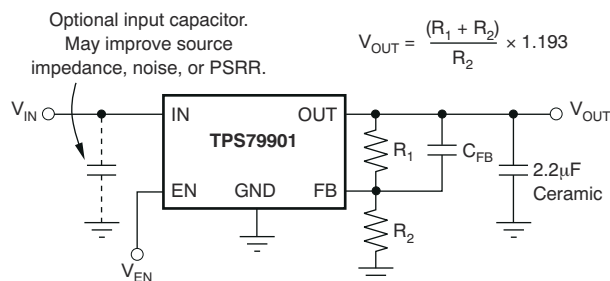 Optional input capacitor.
May improve source
impedance, noise, or PSRR.
V_OUT = (R_1 + R_2) / R_2 × 1.193
V_IN
IN
OUT
V_OUT
TPS79901
R_1
C_FB
2.2µF
Ceramic
EN
GND
FB
R_2
V_EN